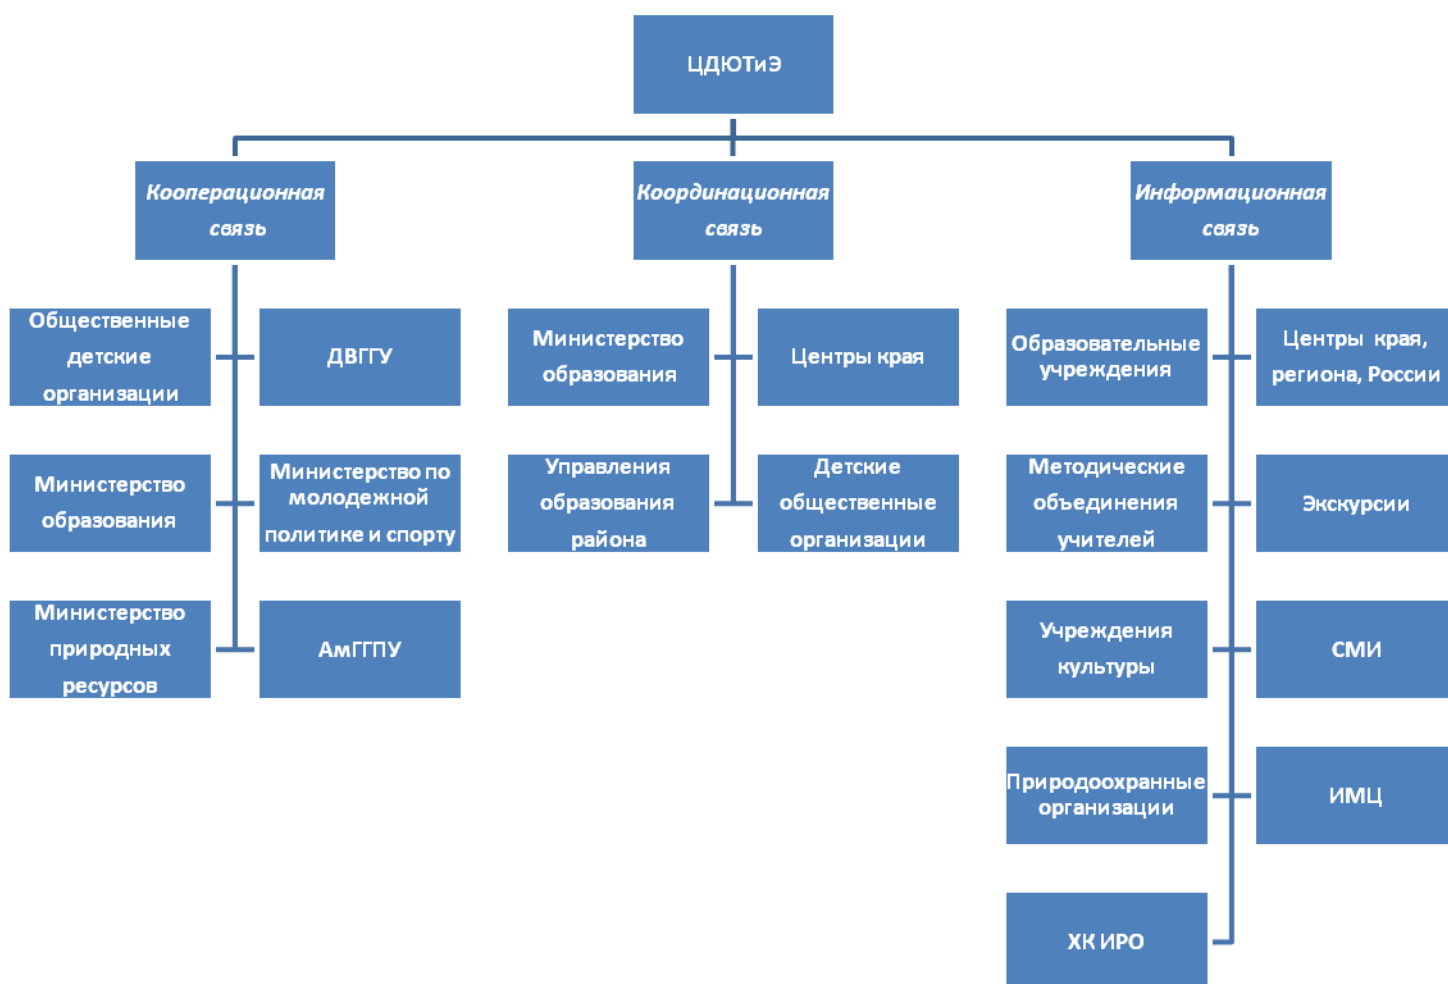 ЦДЮТиЭ
Кооперационная
связь
Координационная
связь
Информационная
связь
Общественные
детские
организации
ДВГГУ
Министерство
образования
Министерство по
молодежной
политике и спорту
Министерство
природных
ресурсов
АмГГПУ
Министерство
образования
Центры края
Управления
образования
района
Детские
общественные
организации
Образовательные
учреждения
Центры края,
региона, России
Методические
объединения
учителей
Экскурсии
Учреждения
культуры
СМИ
Природоохранные
организации
ИМЦ
ХК ИРО